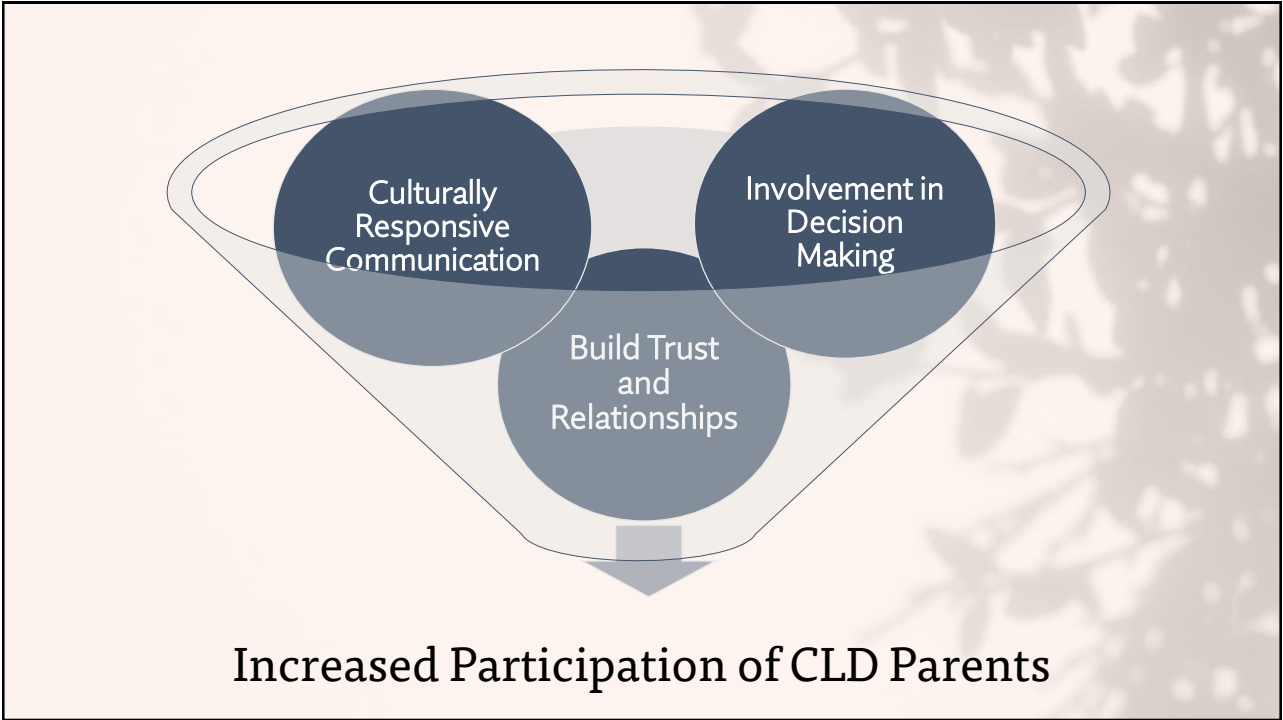 Culturally
Responsive
Communication
Involvement in
Decision
Making
Build Trust
and
Relationships
Increased Participation of CLD Parents